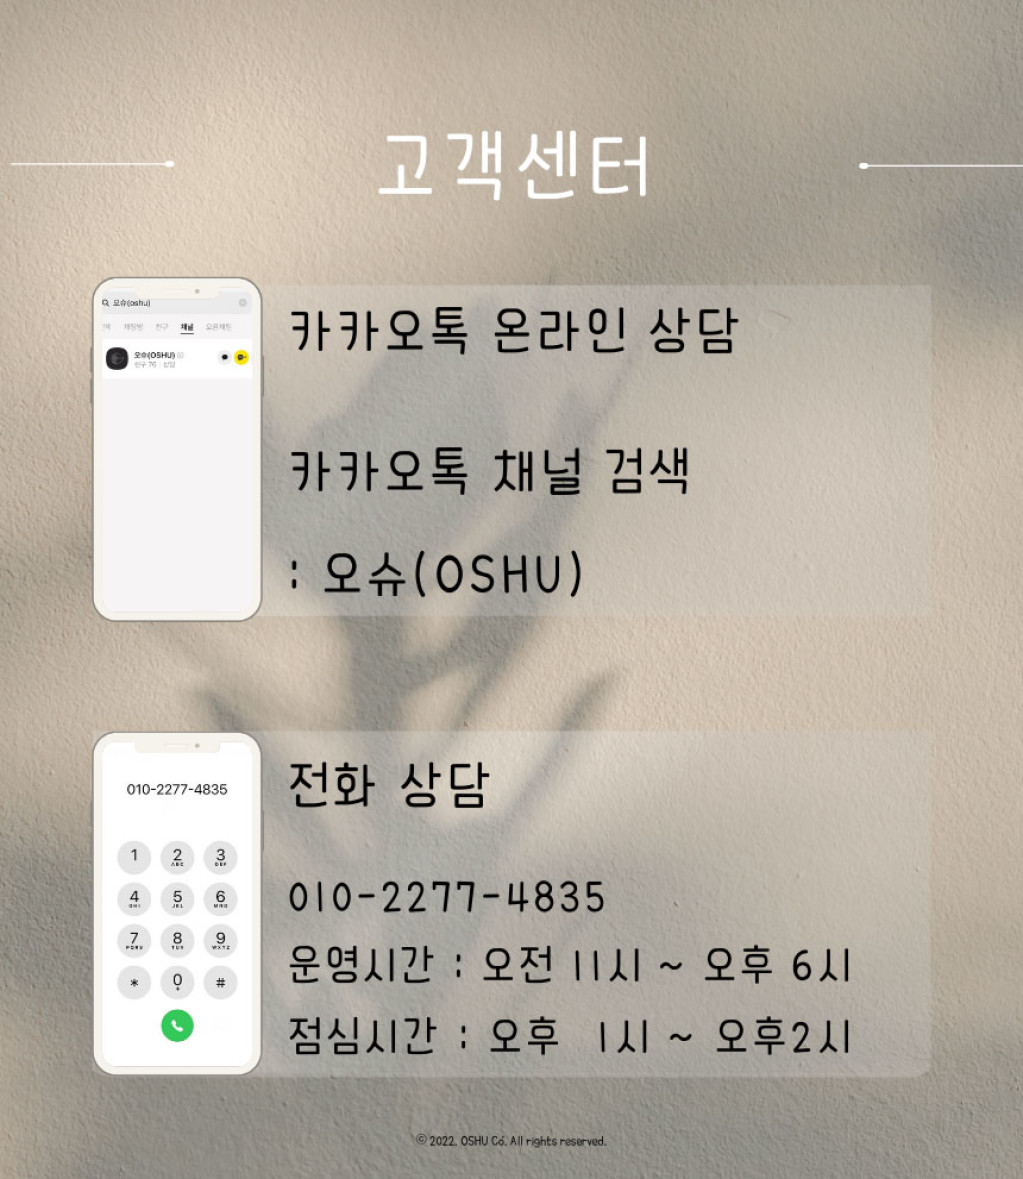 고객센터
오슈(oshu)
채팅방 친구 채널 오픈채팅
오슈(OSHU)
친구 76 | 상담
카카오톡 온라인 상담
카카오톡 채널 검색
: 오슈(OSHU)
010-2277-4835
1
2
ABC
3
DEF
4
GHI
5
JKL
6
MNO
7
PQRS
8
TUV
9
WXYZ
*
0
+
#
전화 상담
010-2277-4835
운영시간 : 오전 11시 ~ 오후 6시
점심시간 : 오후 1시 ~ 오후2시
ⓒ 2022. OSHU Co. All rights reserved.